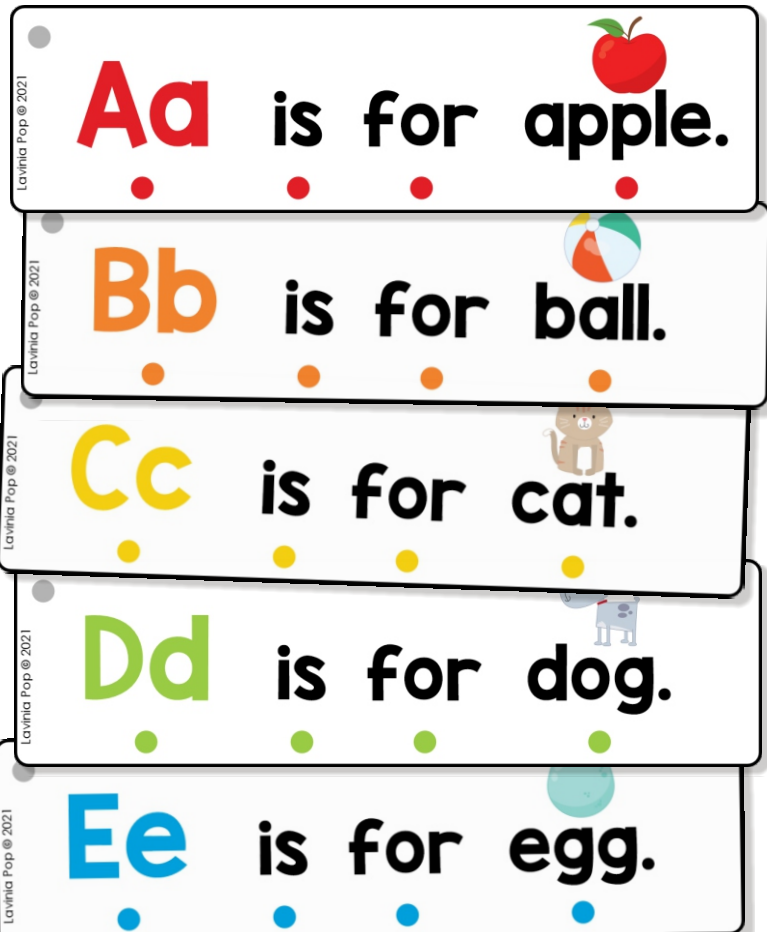 Lavinia Pop © 2021
Aa is for apple.
Lavinia Pop © 2021
Bb is for ball.
Lavinia Pop © 2021
Cc is for cat.
Lavinia Pop © 2021
Dd is for dog.
Lavinia Pop © 2021
Ee is for egg.